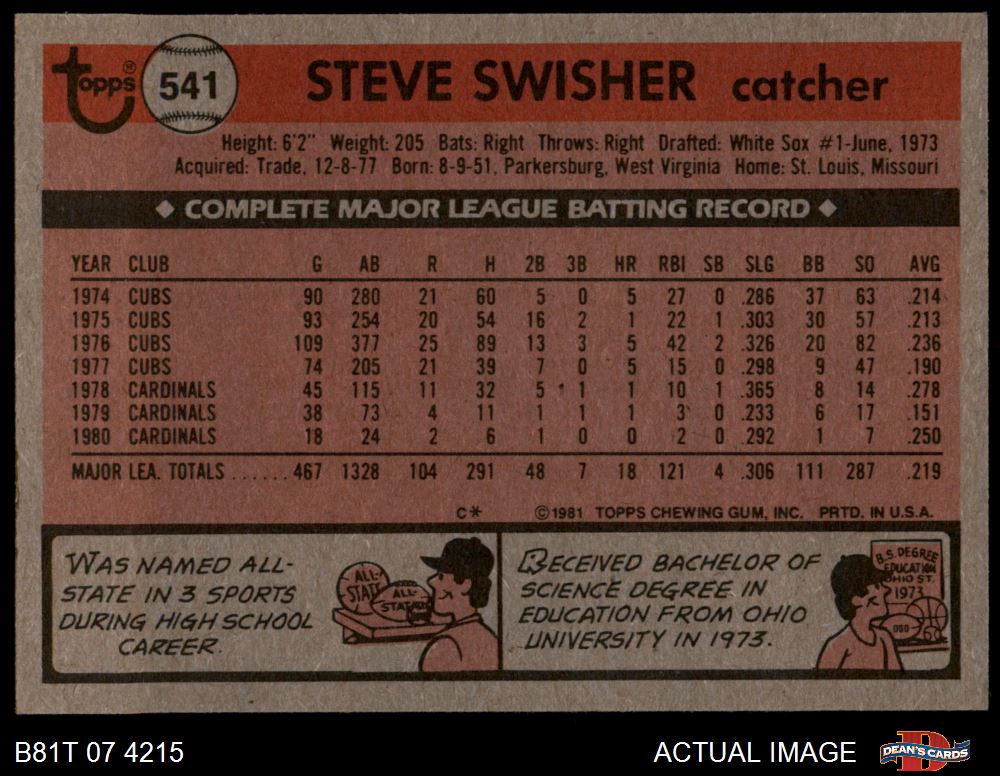 Topps®
541
STEVE SWISHER catcher
Height: 6'2" Weight: 205 Bats: Right Throws: Right Drafted: White Sox #1-June, 1973
Acquired: Trade, 12-8-77 Born: 8-9-51, Parkersburg, West Virginia Home: St. Louis, Missouri
◆ COMPLETE MAJOR LEAGUE BATTING RECORD ◆
YEAR CLUB G AB R H 2B 3B HR RBI SB SLG BB SO AVG
1974 CUBS 90 280 21 60 5 0 5 27 0 .286 37 63 .214
1975 CUBS 93 254 20 54 16 2 1 22 1 .303 30 57 .213
1976 CUBS 109 377 25 89 13 3 5 42 2 .326 20 82 .236
1977 CUBS 74 205 21 39 7 0 5 15 0 .298 9 47 .190
1978 CARDINALS 45 115 11 32 5 1 1 10 1 .365 8 14 .278
1979 CARDINALS 38 73 4 11 1 1 1 3 0 .233 6 17 .151
1980 CARDINALS 18 24 2 6 1 0 0 2 0 .292 1 7 .250
MAJOR LEA. TOTALS ...... 467 1328 104 291 48 7 18 121 4 .306 111 287 .219
C* ©1981 TOPPS CHEWING GUM, INC. PRTD. IN U.S.A.
WAS NAMED ALL-
STATE IN 3 SPORTS
DURING HIGH SCHOOL
CAREER.
ALL-
STATE
ALL-
STATE
RECEIVED BACHELOR OF
SCIENCE DEGREE IN
EDUCATION FROM OHIO
UNIVERSITY IN 1973.
B.S. DEGREE
EDUCATION
OHIO ST.
1973
B81T 07 4215
ACTUAL IMAGE
DEAN'S CARDS